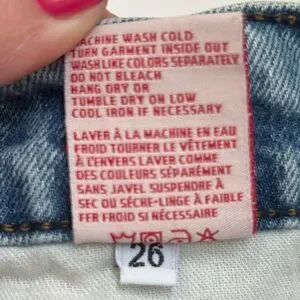 MACHINE WASH COLD
TURN GARMENT INSIDE OUT
WASH LIKE COLORS SEPARATELY
DO NOT BLEACH
HANG DRY OR
TUMBLE DRY ON LOW
COOL IRON IF NECESSARY
LAVER À LA MACHINE EN EAU
FROID TOURNER LE VÊTEMENT
À L'ENVERS LAVER COMME
DES COULEURS SÉPARÉMENT
SANS JAVEL SUSPENDRE À
SEC OU SÉCHE-LINGE À FAIBLE
FER FROID SI NÉCESSAIRE
26